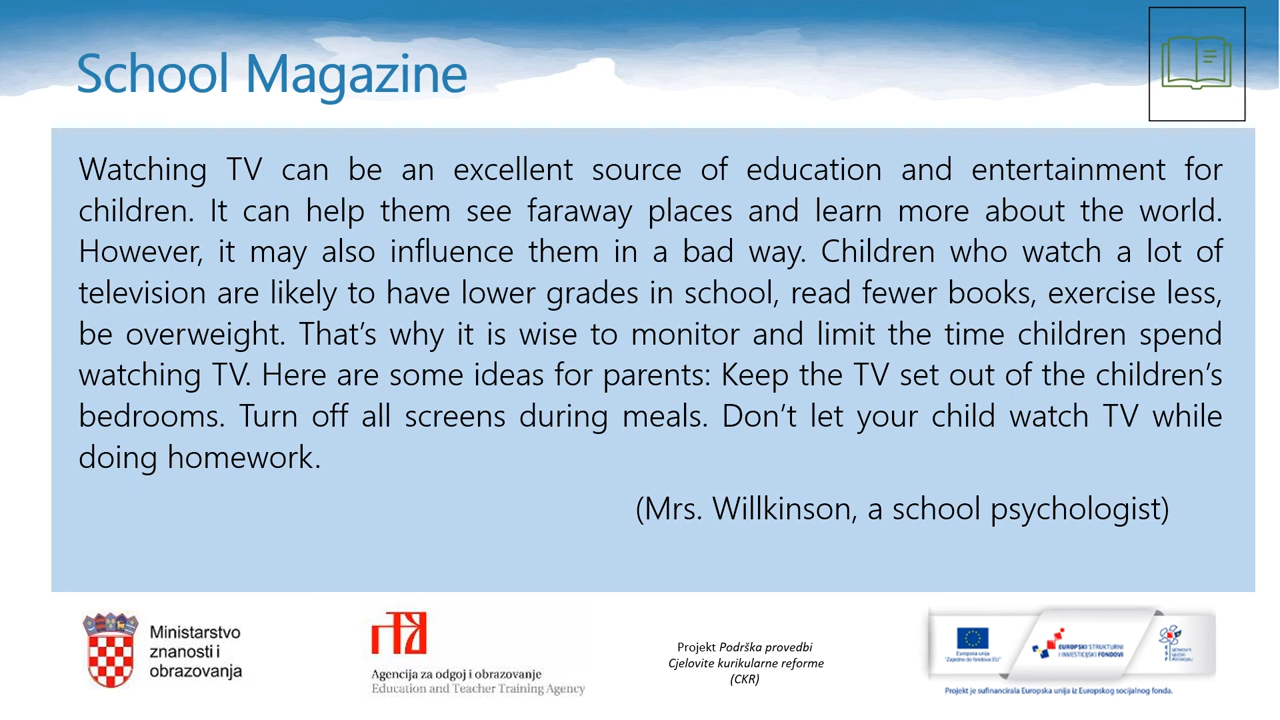 School Magazine
Watching TV can be an excellent source of education and entertainment for
children. It can help them see faraway places and learn more about the world.
However, it may also influence them in a bad way. Children who watch a lot of
television are likely to have lower grades in school, read fewer books, exercise less,
be overweight. That's why it is wise to monitor and limit the time children spend
watching TV. Here are some ideas for parents: Keep the TV set out of the children's
bedrooms. Turn off all screens during meals. Don't let your child watch TV while
doing homework.
(Mrs. Willkinson, a school psychologist)
Ministarstvo
znanosti i
obrazovanja
Agencija za odgoj i obrazovanje
Education and Teacher Training Agency
Projekt Podrška provedbi
Cjelovite kurikularne reforme
(CKR)
Europska unija
"Zajedno do fondova EU"
EUROPSKI STRUKTURNI
I INVESTICIJSKI FONDOVI
Projekt je sufinancirala Europska unija iz Europskog socijalnog fonda.